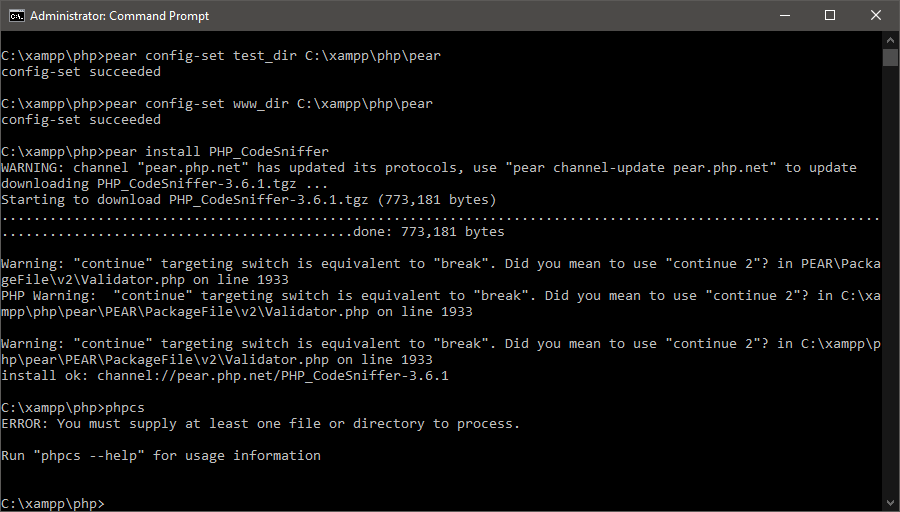 Administrator: Command Prompt
C:\xampp\php>pear config-set test_dir C:\xampp\php\pear
config-set succeeded
C:\xampp\php>pear config-set www_dir C:\xampp\php\pear
config-set succeeded
C:\xampp\php>pear install PHP_CodeSniffer
WARNING: channel "pear.php.net" has updated its protocols, use "pear channel-update pear.php.net" to update
downloading PHP_CodeSniffer-3.6.1.tgz ...
Starting to download PHP_CodeSniffer-3.6.1.tgz (773,181 bytes)
..............................................................................................................
............................................done: 773,181 bytes
Warning: "continue" targeting switch is equivalent to "break". Did you mean to use "continue 2"? in PEAR\Packa
geFile\v2\Validator.php on line 1933
PHP Warning:  "continue" targeting switch is equivalent to "break". Did you mean to use "continue 2"? in C:\xa
mpp\php\pear\PEAR\PackageFile\v2\Validator.php on line 1933
Warning: "continue" targeting switch is equivalent to "break". Did you mean to use "continue 2"? in C:\xampp\p
hp\pear\PEAR\PackageFile\v2\Validator.php on line 1933
install ok: channel://pear.php.net/PHP_CodeSniffer-3.6.1
C:\xampp\php>phpcs
ERROR: You must supply at least one file or directory to process.
Run "phpcs --help" for usage information
C:\xampp\php>